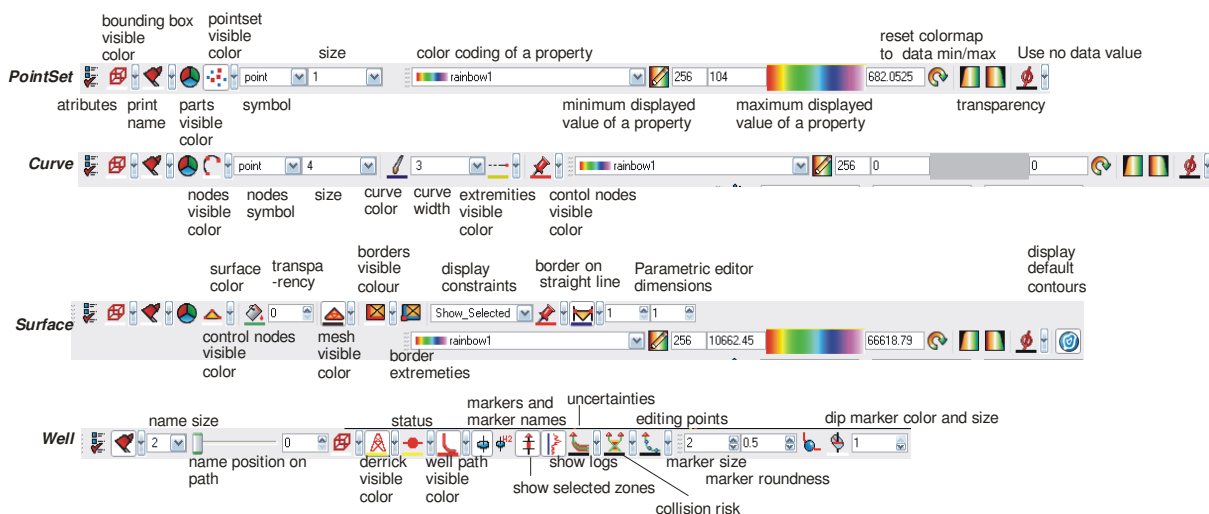 bounding box
visible
color
pointset
visible
color
size
color coding of a property
reset colormap
to data min/max
Use no data value
PointSet
point
1
rainbow1
256
104
682.0525
atributes
print
name
parts
visible
color
symbol
minimum displayed
value of a property
maximum displayed
value of a property
transparency
Curve
point
4
3
rainbow1
256
0
0
nodes
visible
color
nodes
symbol
size
curve
color
curve
width
extremities
visible
color
contol nodes
visible
color
surface
color
transpa
-rency
borders
visible
colour
display
constraints
border on
straight line
Parametric editor
dimensions
display
default
contours
Surface
0
Show_Selected
1
1
rainbow1
256
10662.45
66618.79
control nodes
visible
color
mesh
visible
color
border
extremeties
name size
status
markers and
marker names
uncertainties
editing points
dip marker color and size
Well
2
0
H2
2
0.5
1
name position on
path
derrick
visible
color
well path
visible
color
show logs
show selected zones
collision risk
marker size
marker roundness